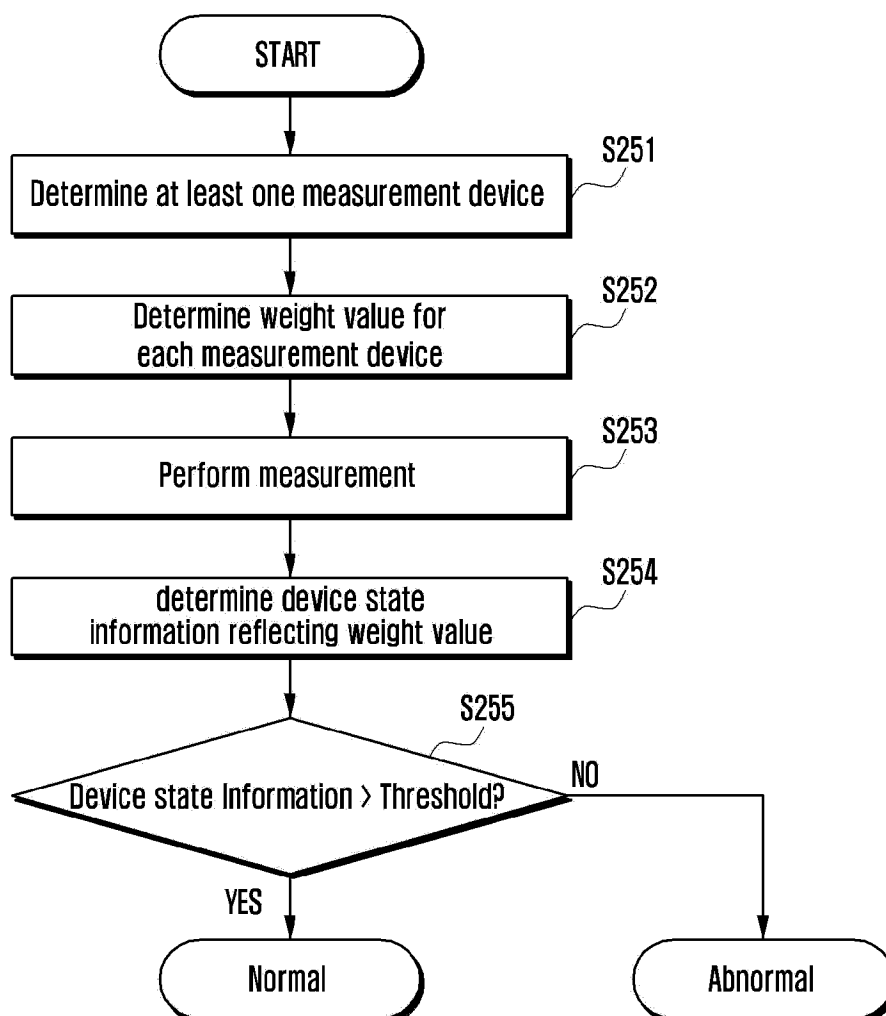 START
S251
Determine at least one measurement device
S252
Determine weight value for
each measurement device
S253
Perform measurement
S254
determine device state
information reflecting weight value
S255
Device state Information > Threshold?
NO
YES
Normal
Abnormal